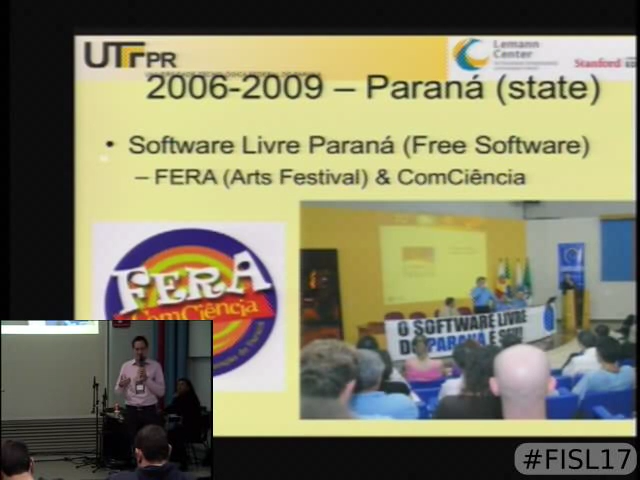 UTFPR
Lemann
Center
Stanford
2006-2009 – Paraná (state)
• Software Livre Paraná (Free Software)
– FERA (Arts Festival) & ComCiência
FERA
ComCiência
O SOFTWARE LIVRE
DO PARANÁ É SEU
#FISL17